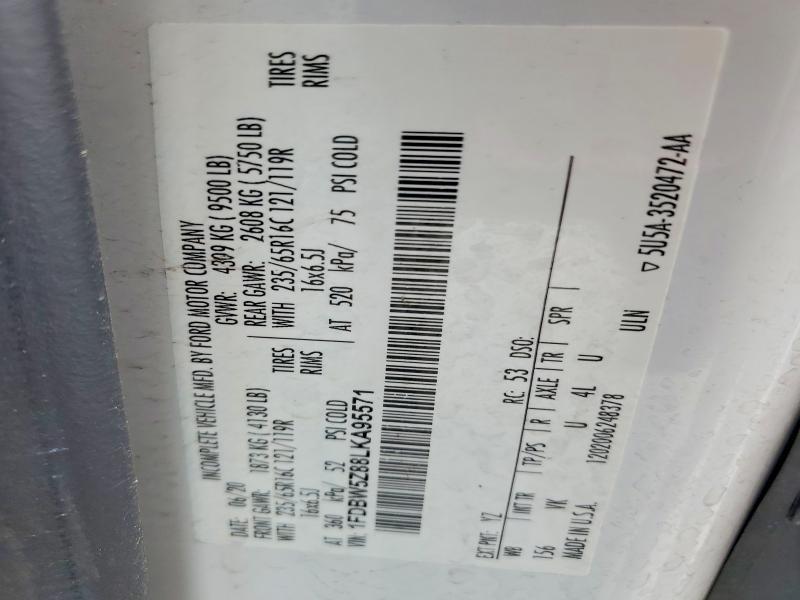 INCOMPLETE VEHICLE MFD. BY FORD MOTOR COMPANY
DATE: 06/20 GVWR: 4309 KG ( 9500 LB)
FRONT GAWR: 1873 KG ( 4130 LB) REAR GAWR: 2608 KG ( 5750 LB)
WITH 235/65R16C 121/119R TIRES WITH 235/65R16C 121/119R TIRES
16x6.5J RIMS 16x6.5J RIMS
AT 360 kPa/ 52 PSI COLD AT 520 kPa/ 75 PSI COLD
VIN: 1FDBW5Z88LKA95571
EXT PNT: YZ RC: 53 DSO:
WB INT TR TP/PS R AXLE TR SPR
156 VK U 4L U
MADE IN U.S.A. 120200624B378 ULN
▽ 5U5A-3520472-AA